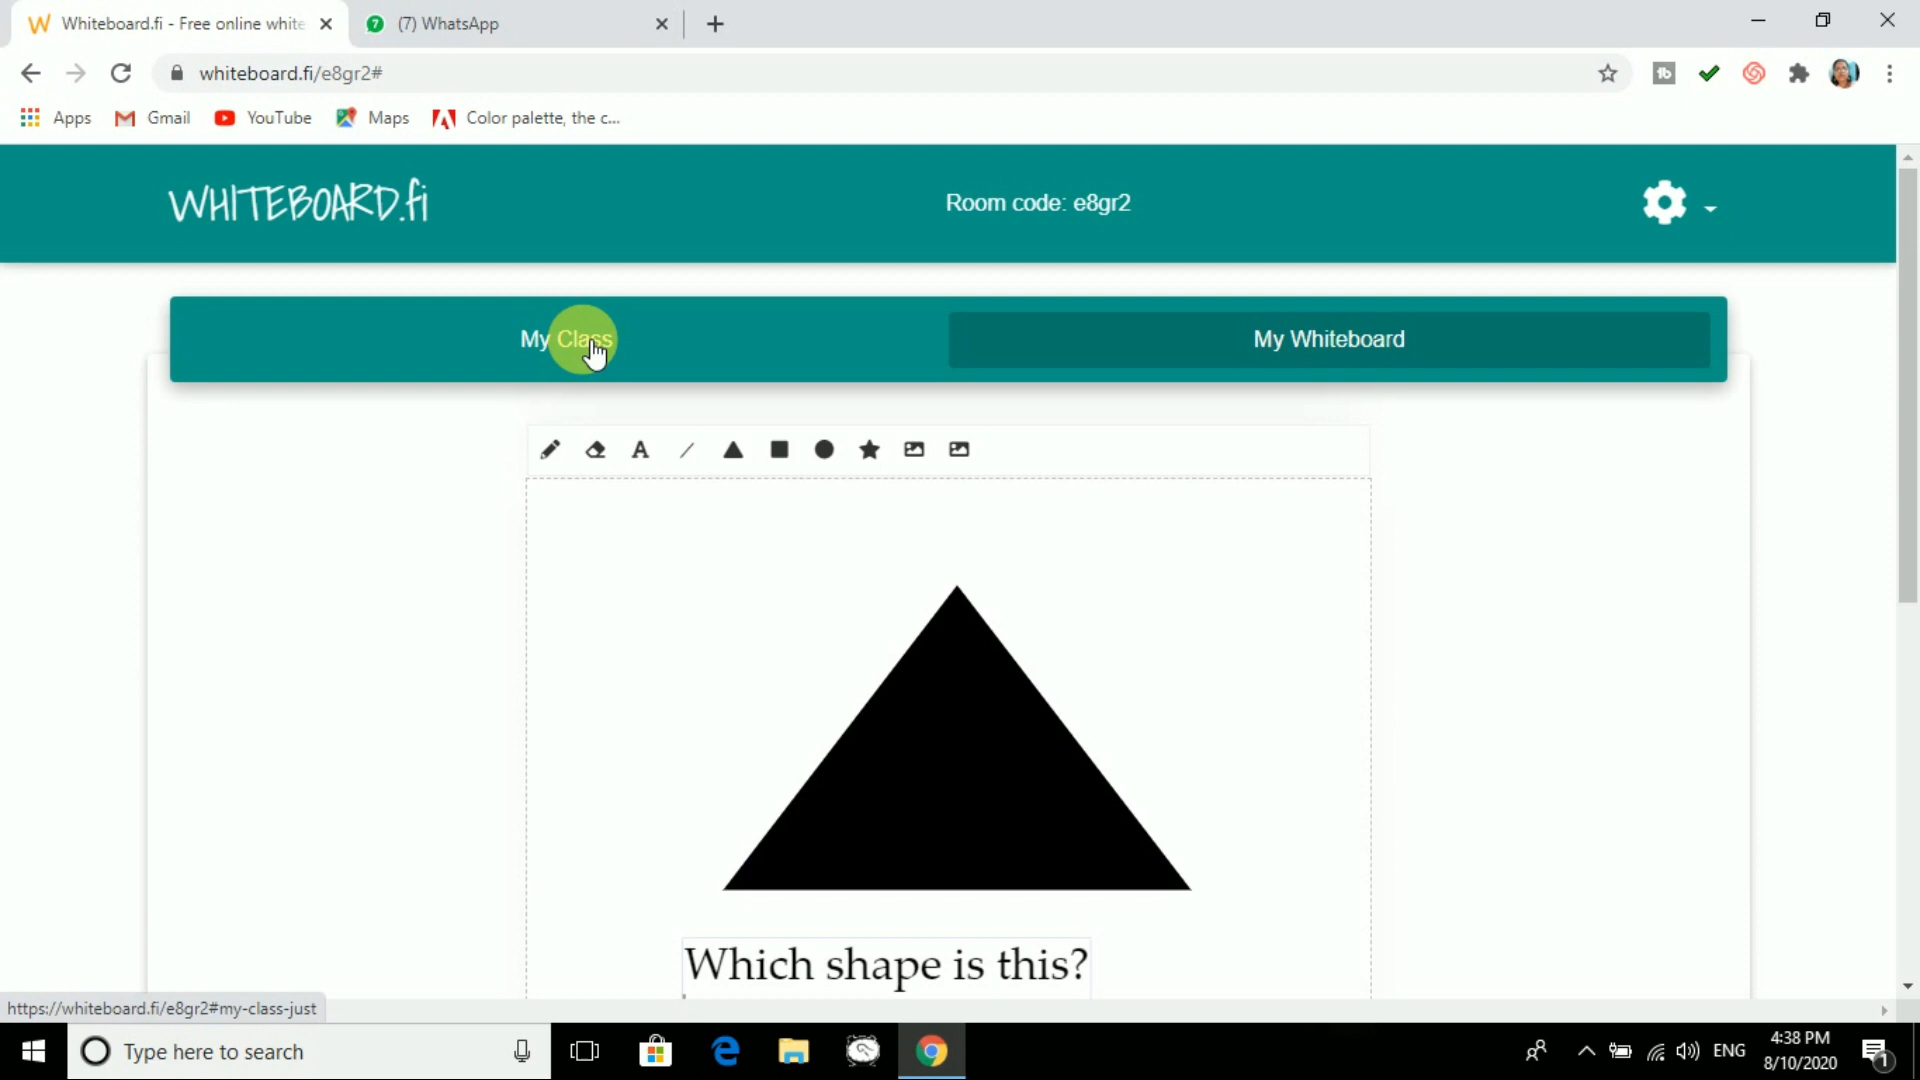 Whiteboard.fi - Free online white
7 (7) WhatsApp
whiteboard.fi/e8gr2#
Apps Gmail YouTube Maps Color palette, the c...
WHITEBOARD.fi
Room code: e8gr2
My Class
My Whiteboard
Which shape is this?
https://whiteboard.fi/e8gr2#my-class-just
Type here to search
ENG
4:38 PM
8/10/2020
1